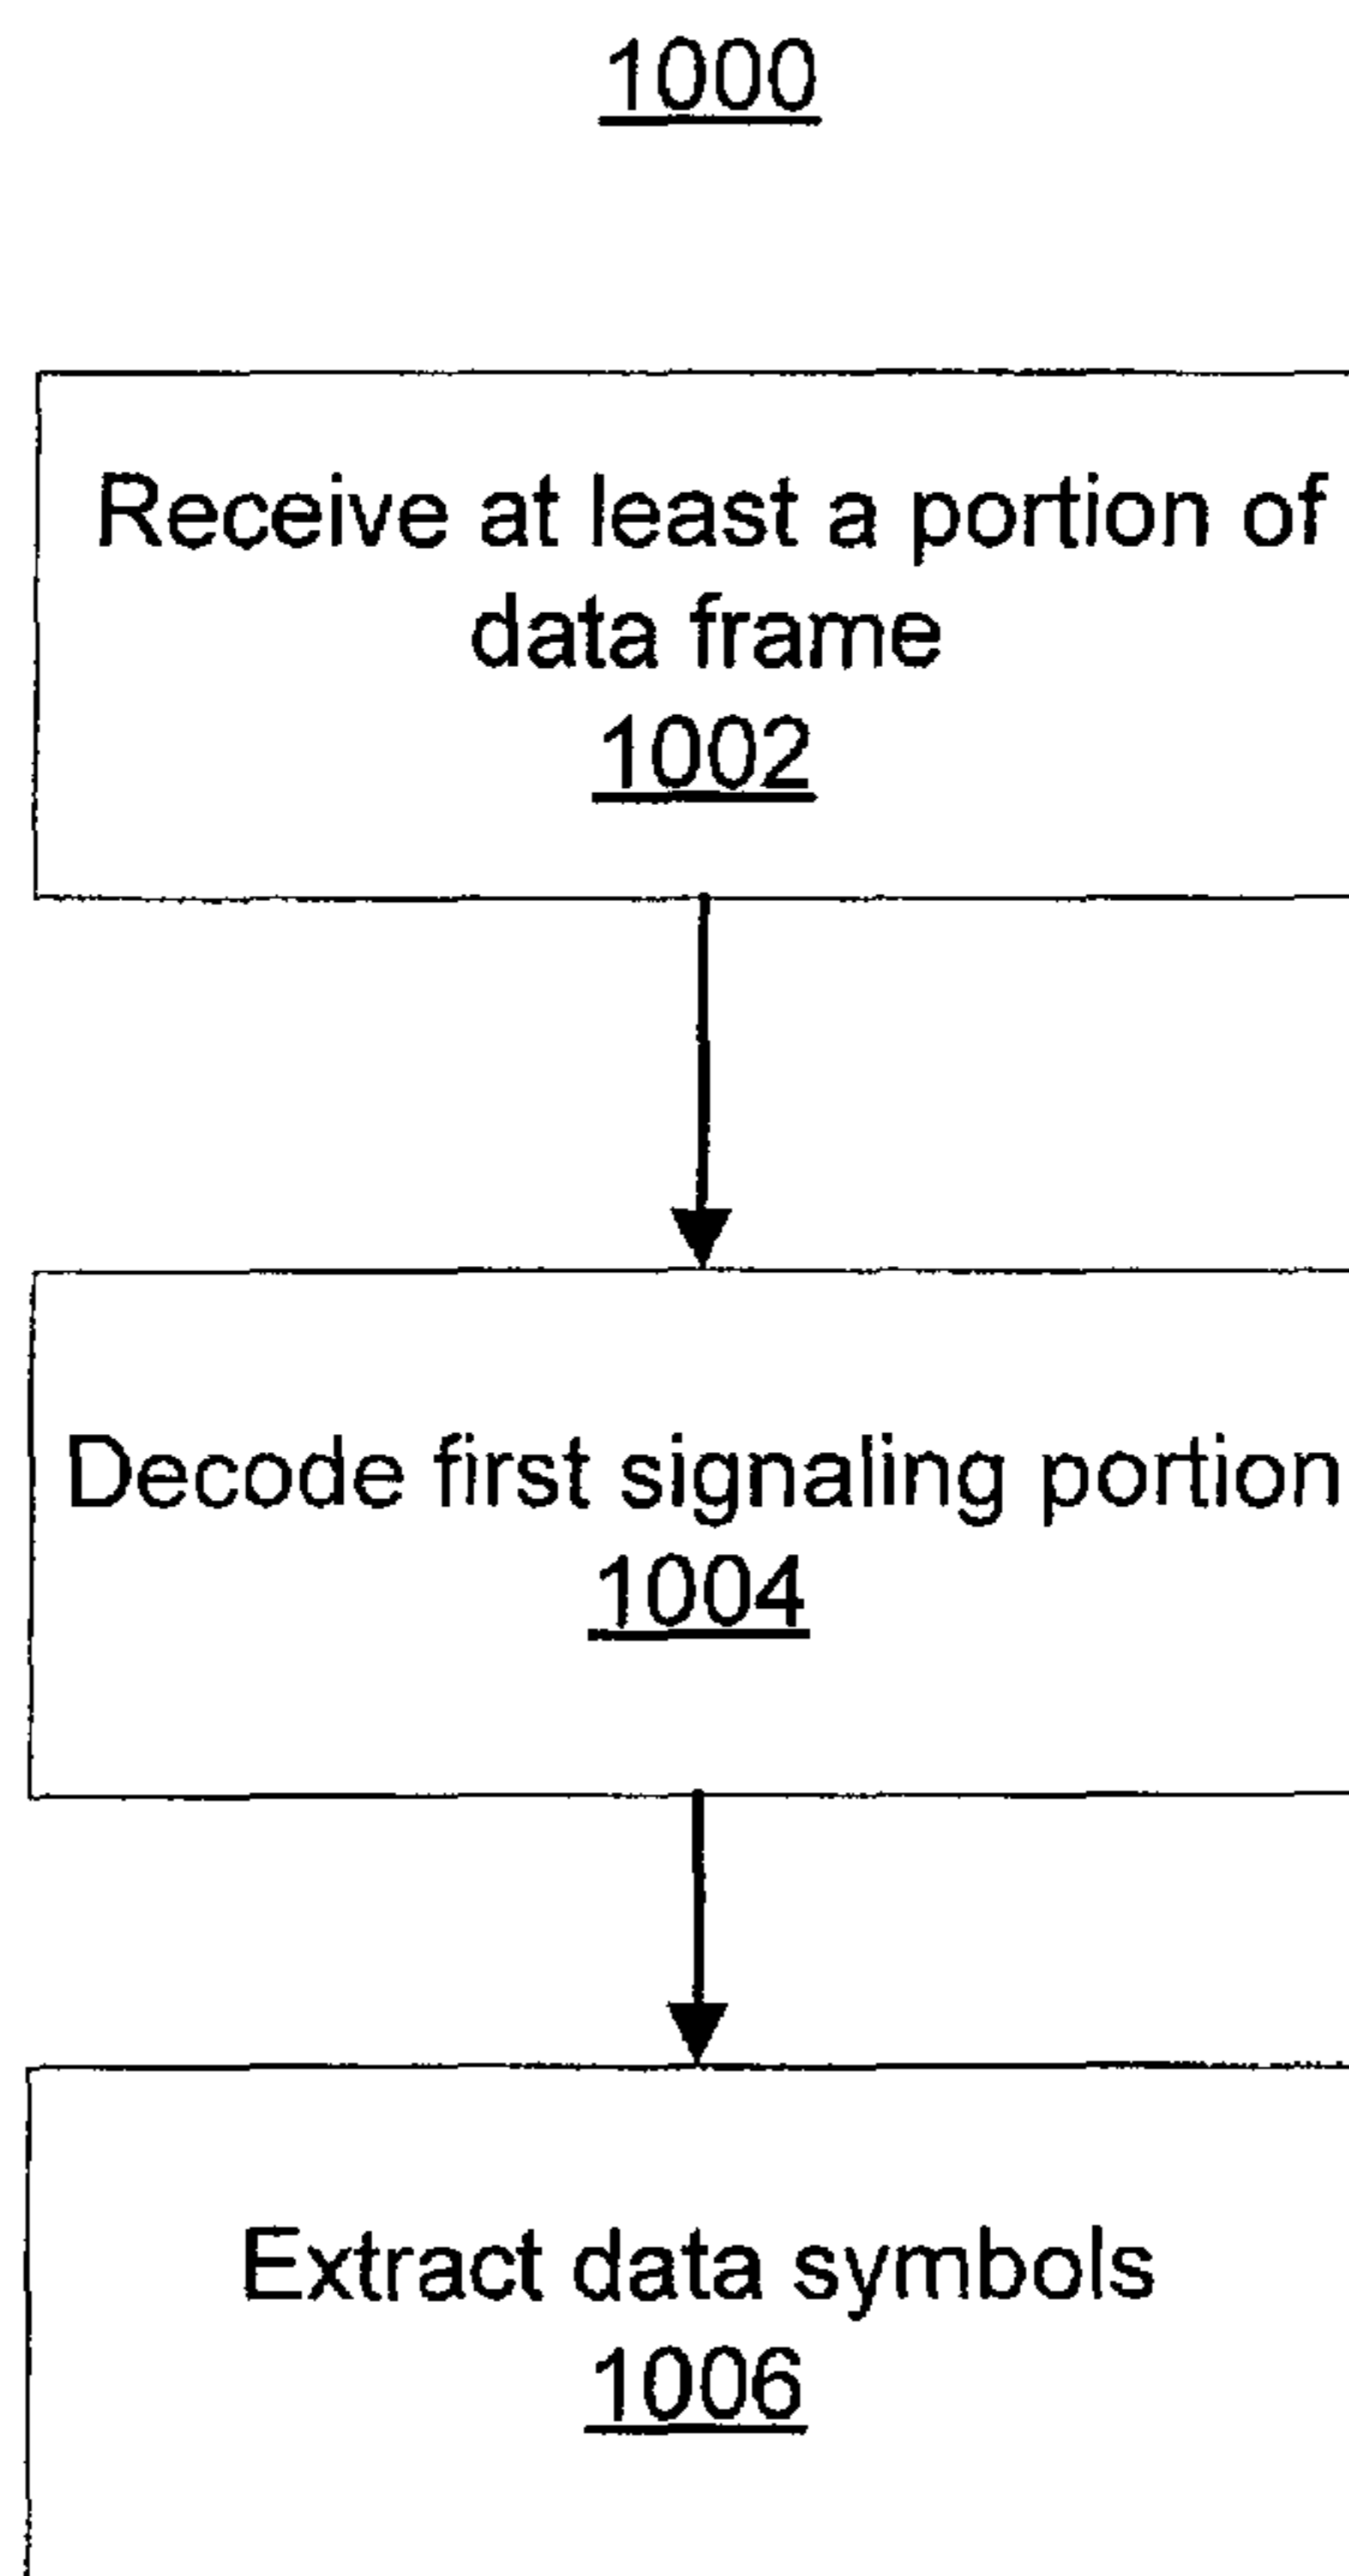 1000
Receive at least a portion of
data frame
1002
Decode first signaling portion
1004
Extract data symbols
1006